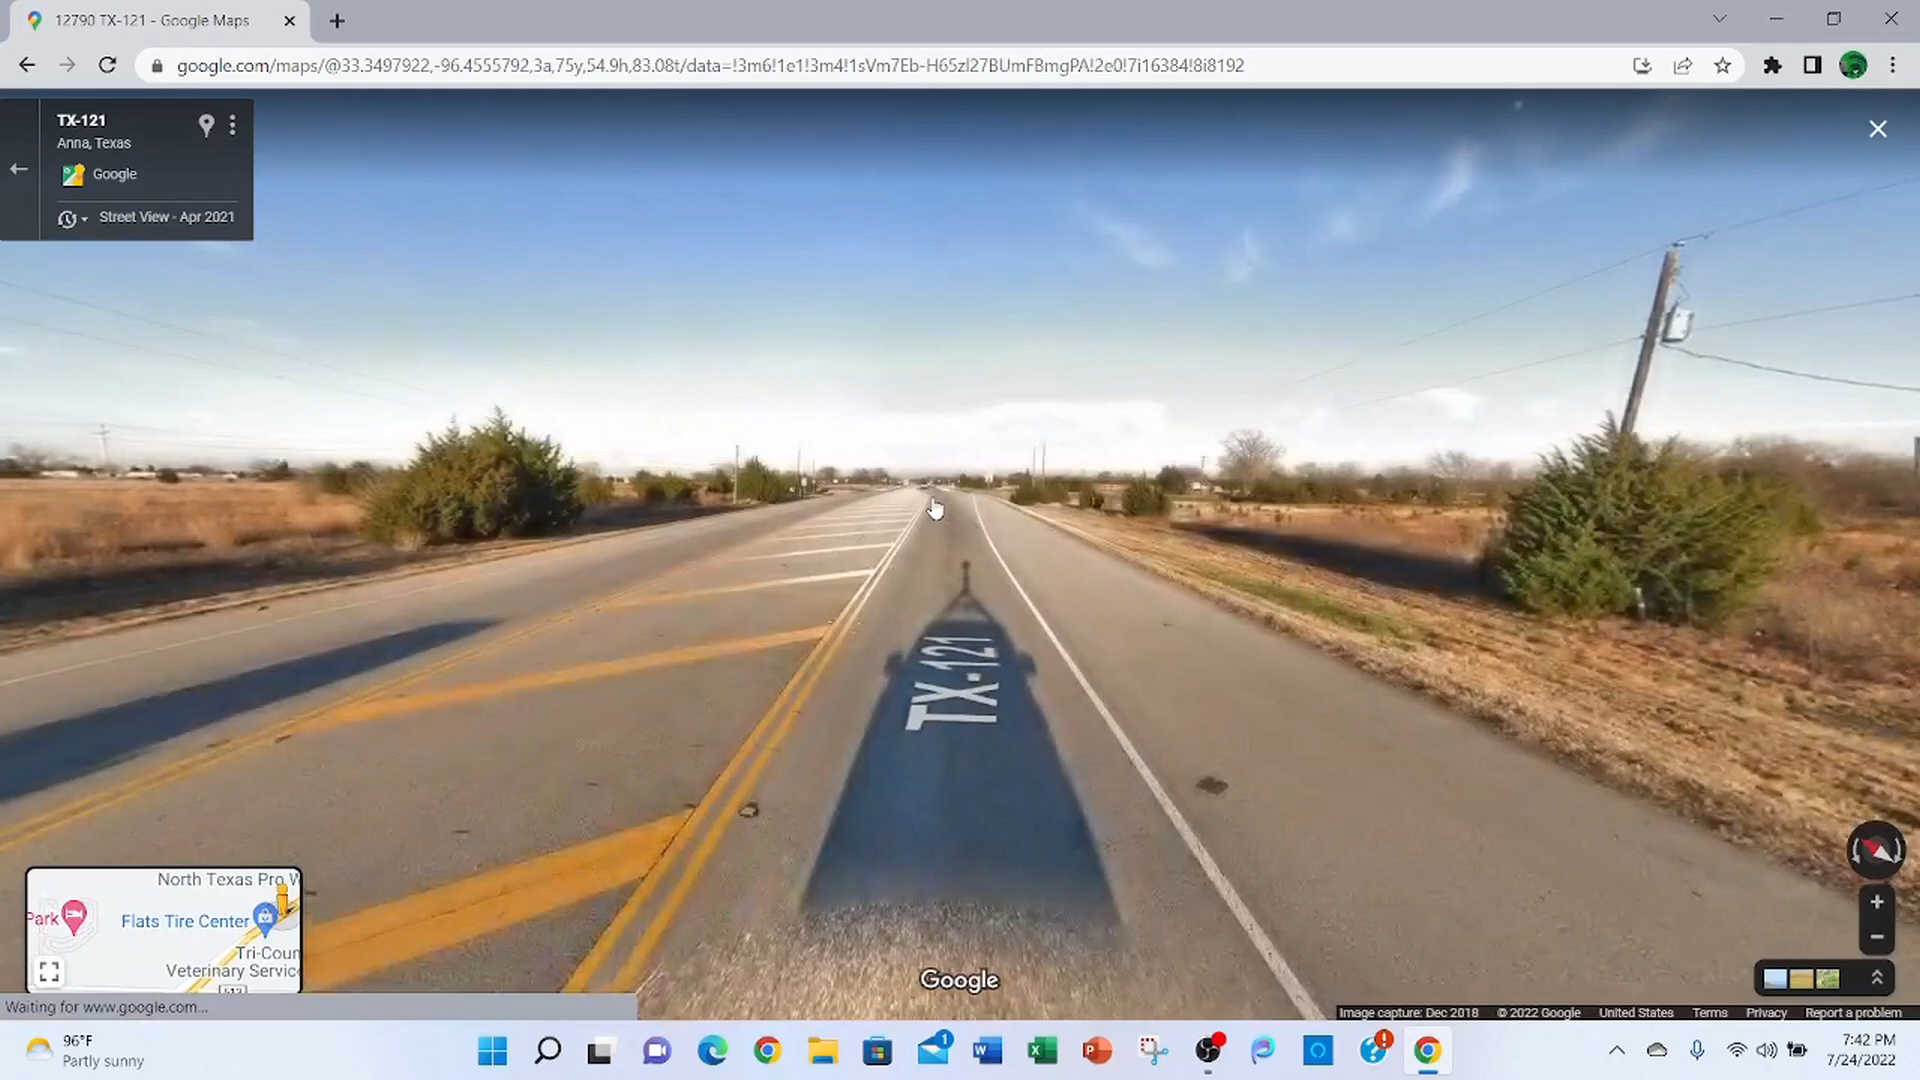 12790 TX-121 - Google Maps
google.com/maps/@33.3497922,-96.4555792,3a,75y,54.9h,83.08t/data=!3m6!1e1!3m4!1sVm7Eb-H65zl27BUmFBmgPA!2e0!7i16384!8i8192
TX-121
Anna, Texas
Google
Street View - Apr 2021
TX-121
North Texas Pro W
Park
Flats Tire Center
Tri-Coun
Veterinary Service
513
Google
Waiting for www.google.com...
Image capture: Dec 2018 © 2022 Google United States Terms Privacy Report a problem
96°F
Partly sunny
1
7:42 PM
7/24/2022